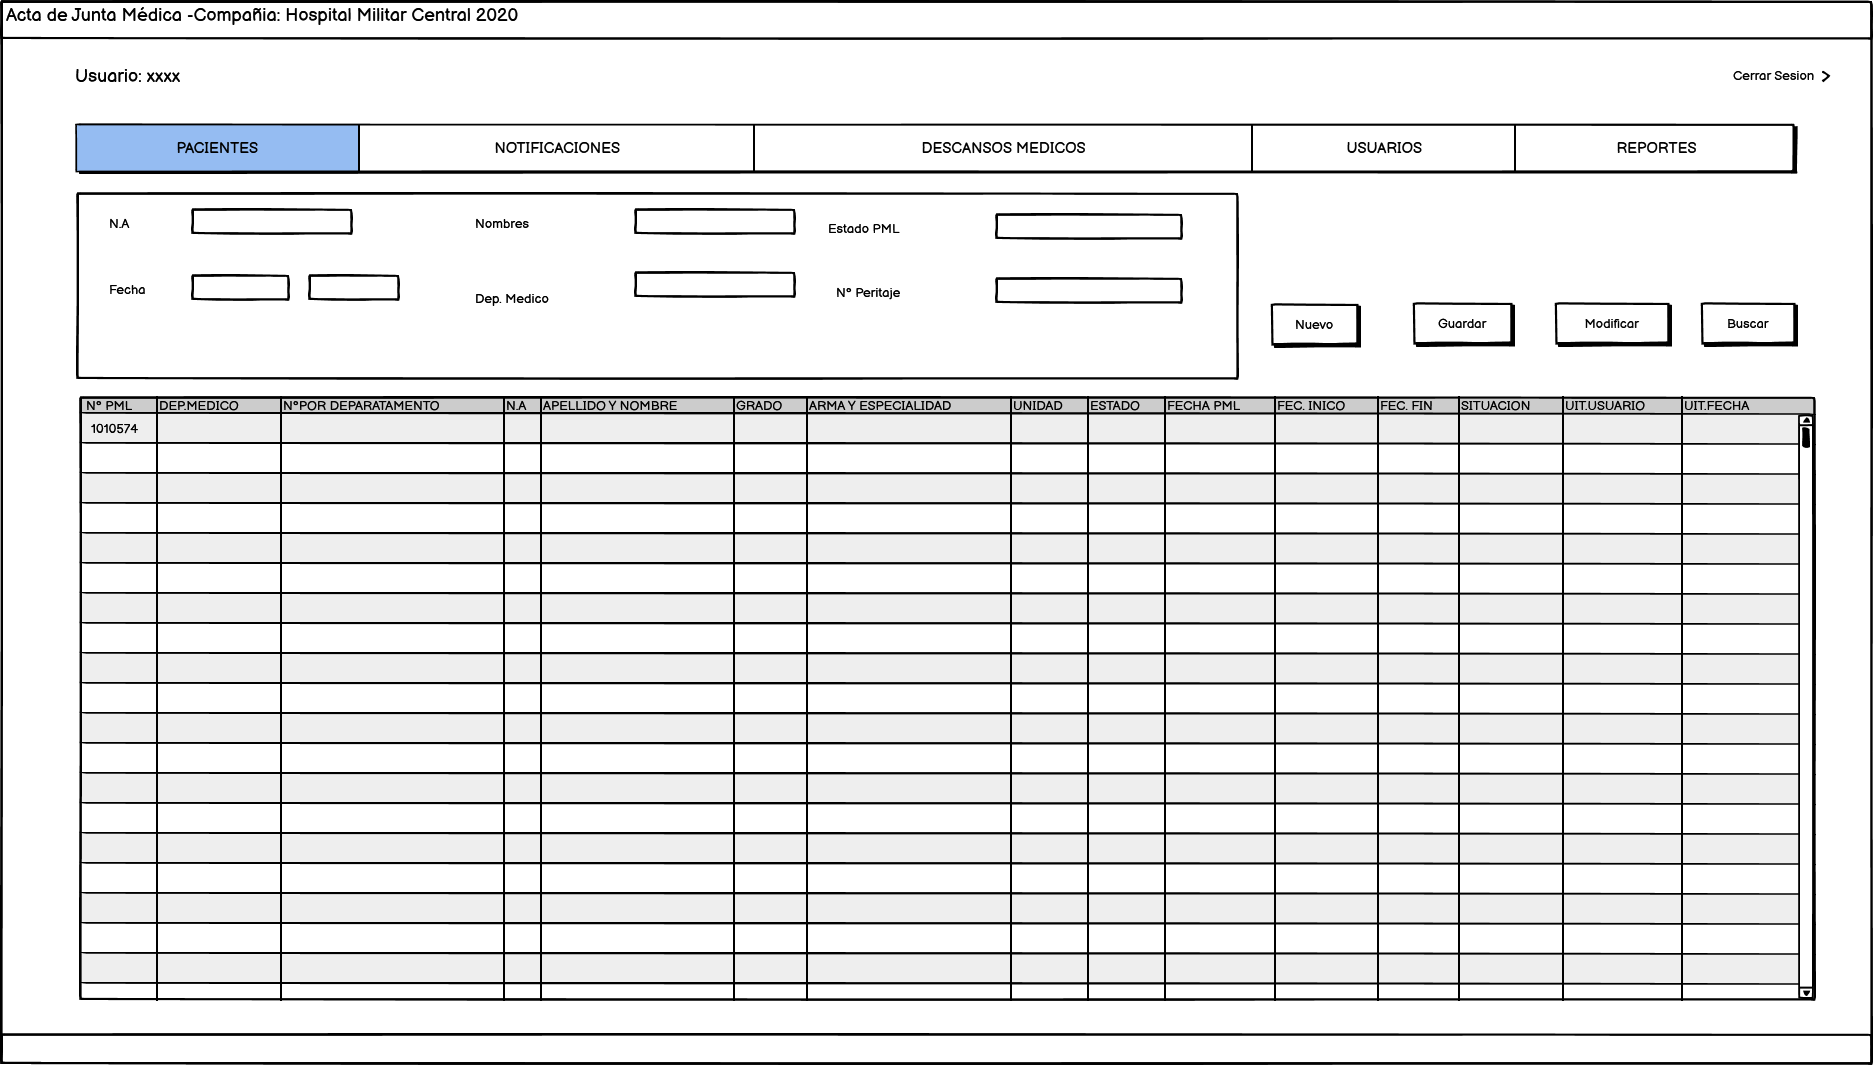 Acta de Junta Médica -Compañia: Hospital Militar Central 2020
Usuario: xxxx
Cerrar Sesion
PACIENTES NOTIFICACIONES DESCANSOS MEDICOS USUARIOS REPORTES
N.A Nombres Estado PML
Fecha Dep. Medico N° Peritaje
Nuevo Guardar Modificar Buscar
N° PML DEP.MEDICO N°POR DEPARATAMENTO N.A APELLIDO Y NOMBRE GRADO ARMA Y ESPECIALIDAD UNIDAD ESTADO FECHA PML FEC. INICO FEC. FIN SITUACION UIT.USUARIO UIT.FECHA
1010574